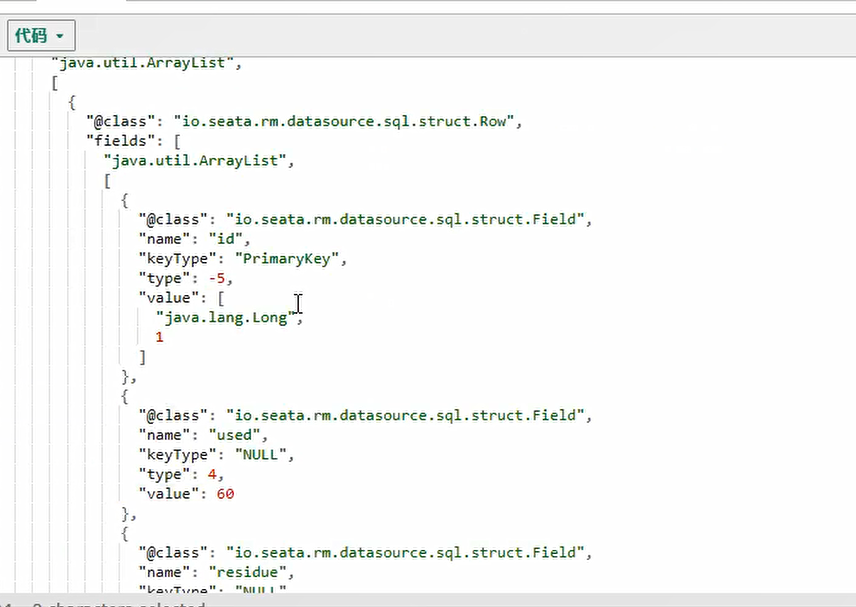 代码
"java.util.ArrayList",
[
{
"@class": "io.seata.rm.datasource.sql.struct.Row",
"fields": [
"java.util.ArrayList",
[
{
"@class": "io.seata.rm.datasource.sql.struct.Field",
"name": "id",
"keyType": "PrimaryKey",
"type": -5,
"value": [
"java.lang.Long",
1
]
},
{
"@class": "io.seata.rm.datasource.sql.struct.Field",
"name": "used",
"keyType": "NULL",
"type": 4,
"value": 60
},
{
"@class": "io.seata.rm.datasource.sql.struct.Field",
"name": "residue",
"keyType": "NULL",
characters selected